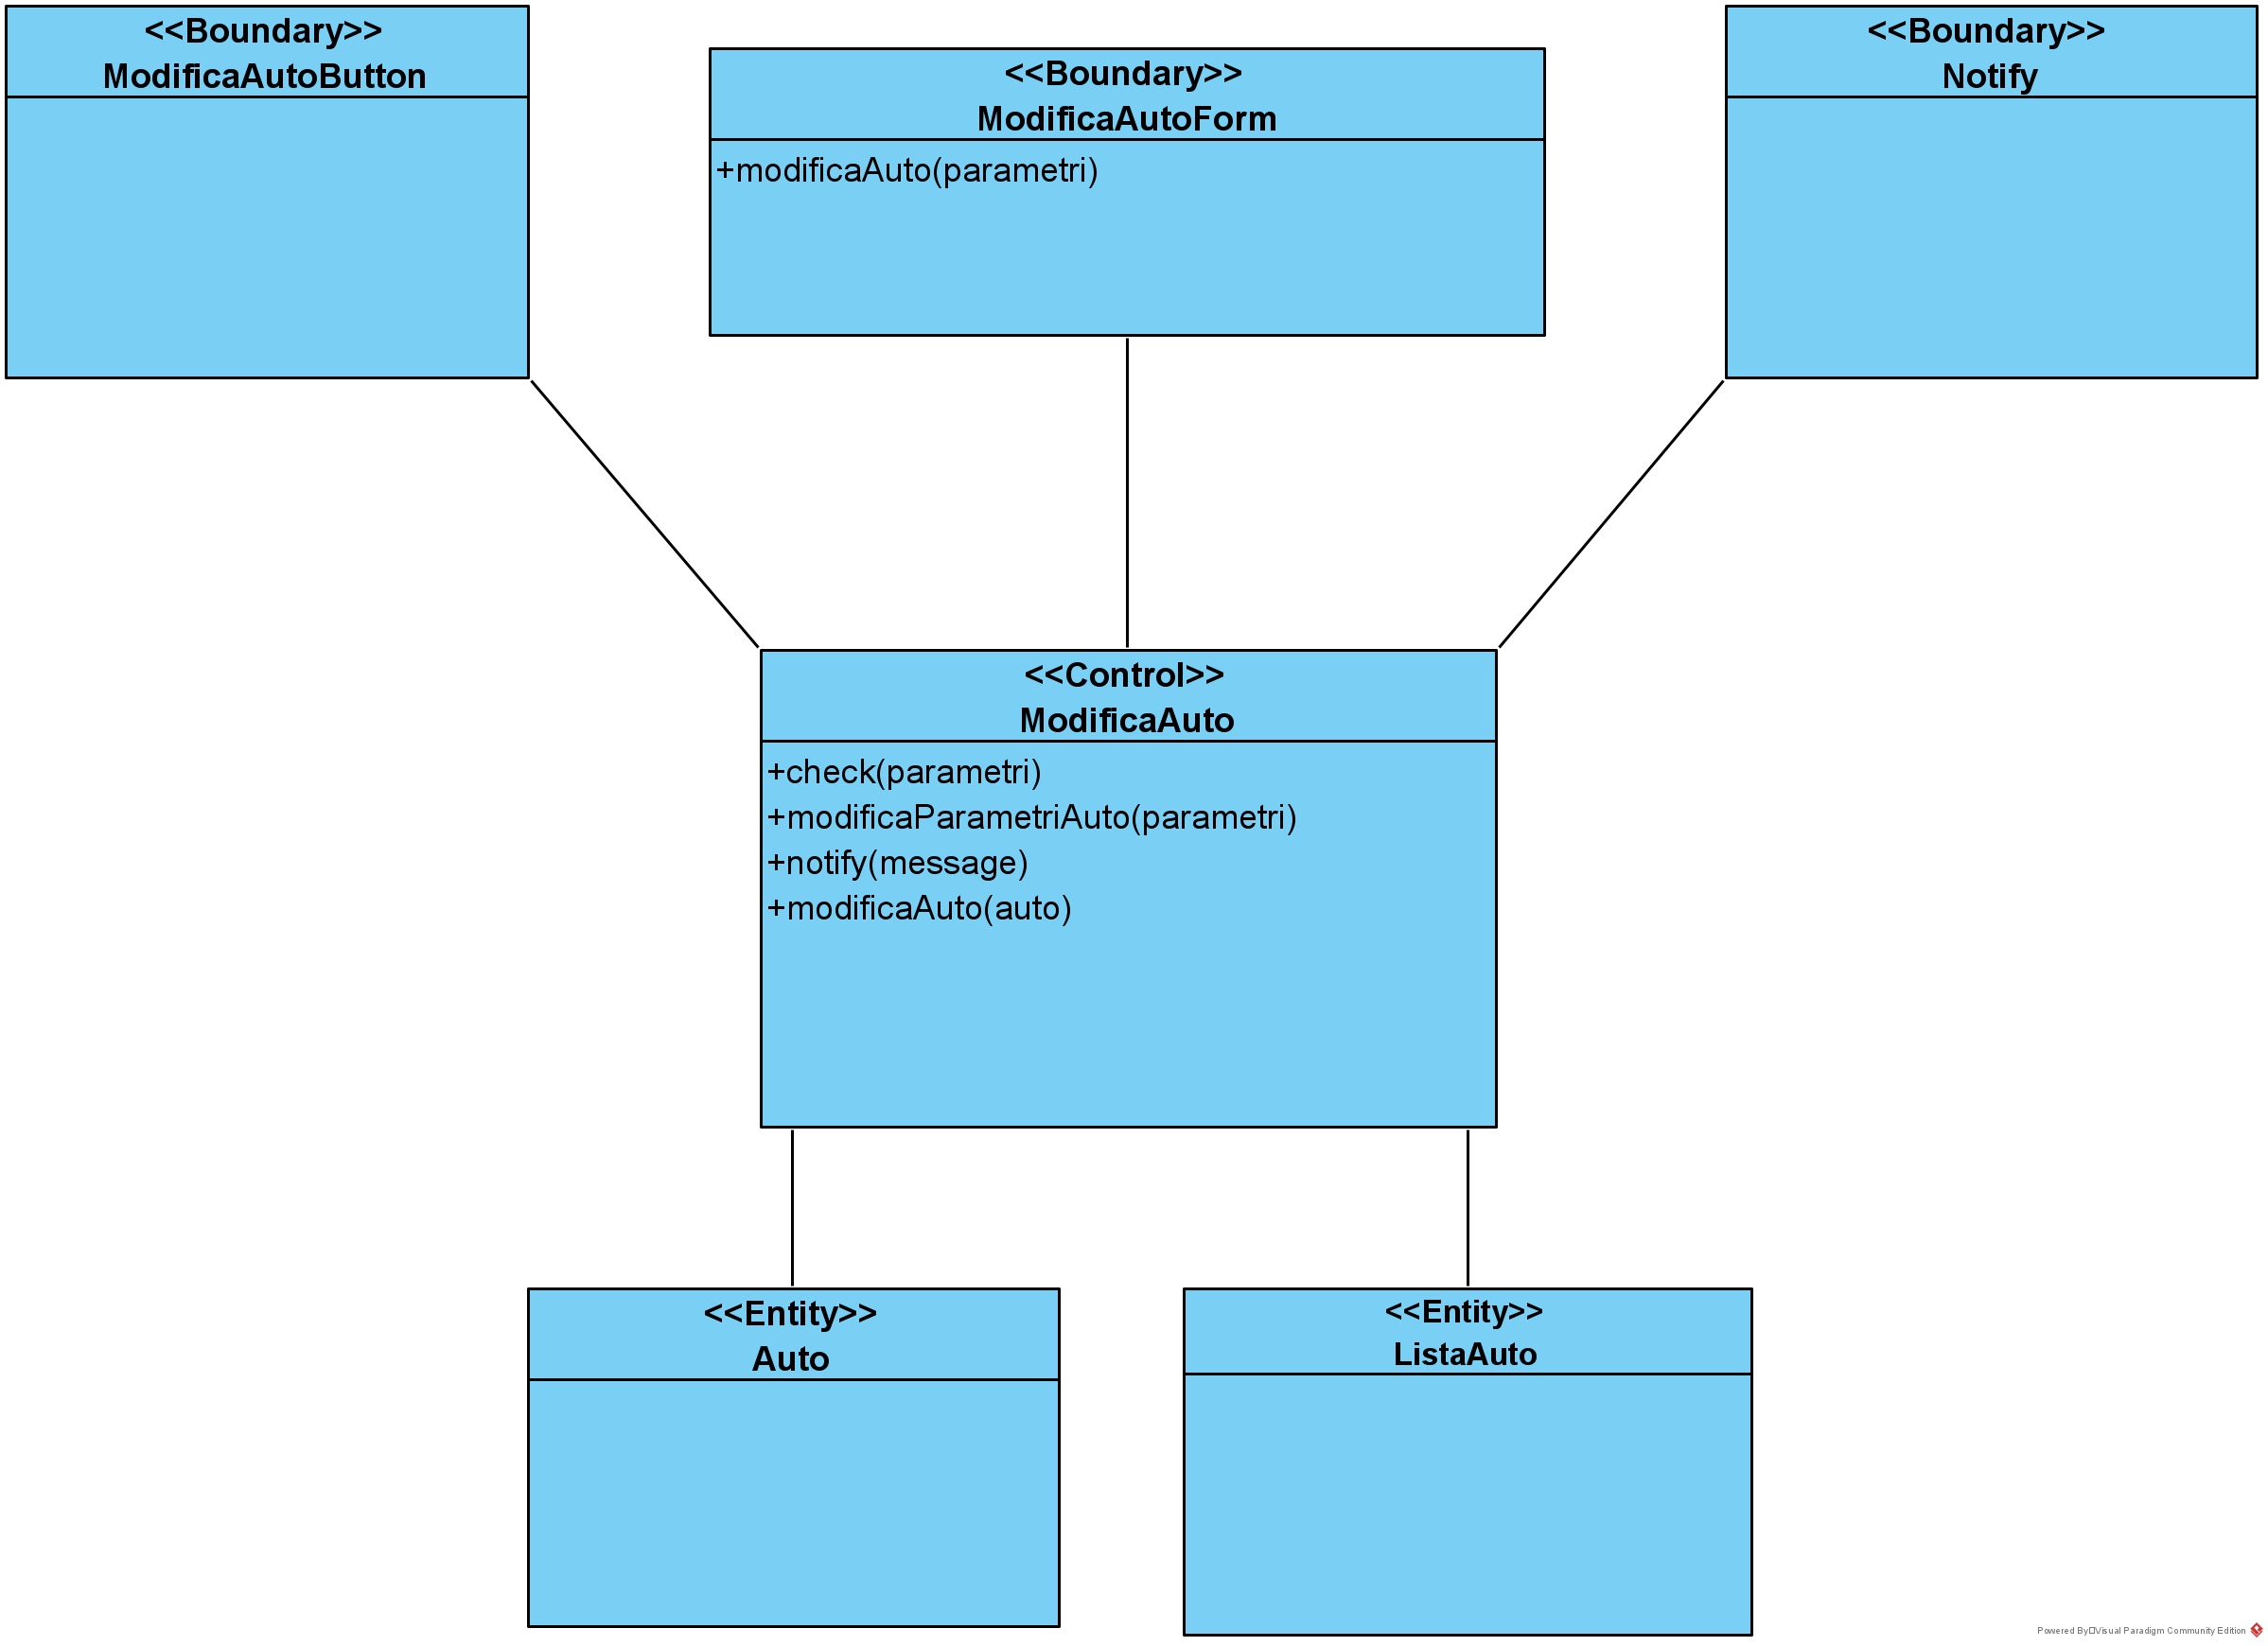 <<Boundary>>
ModificaAutoButton
<<Boundary>>
ModificaAutoForm
+modificaAuto(parametri)
<<Boundary>>
Notify
<<Control>>
ModificaAuto
+check(parametri)
+modificaParametriAuto(parametri)
+notify(message)
+modificaAuto(auto)
<<Entity>>
Auto
<<Entity>>
ListaAuto
Powered By Visual Paradigm Community Edition